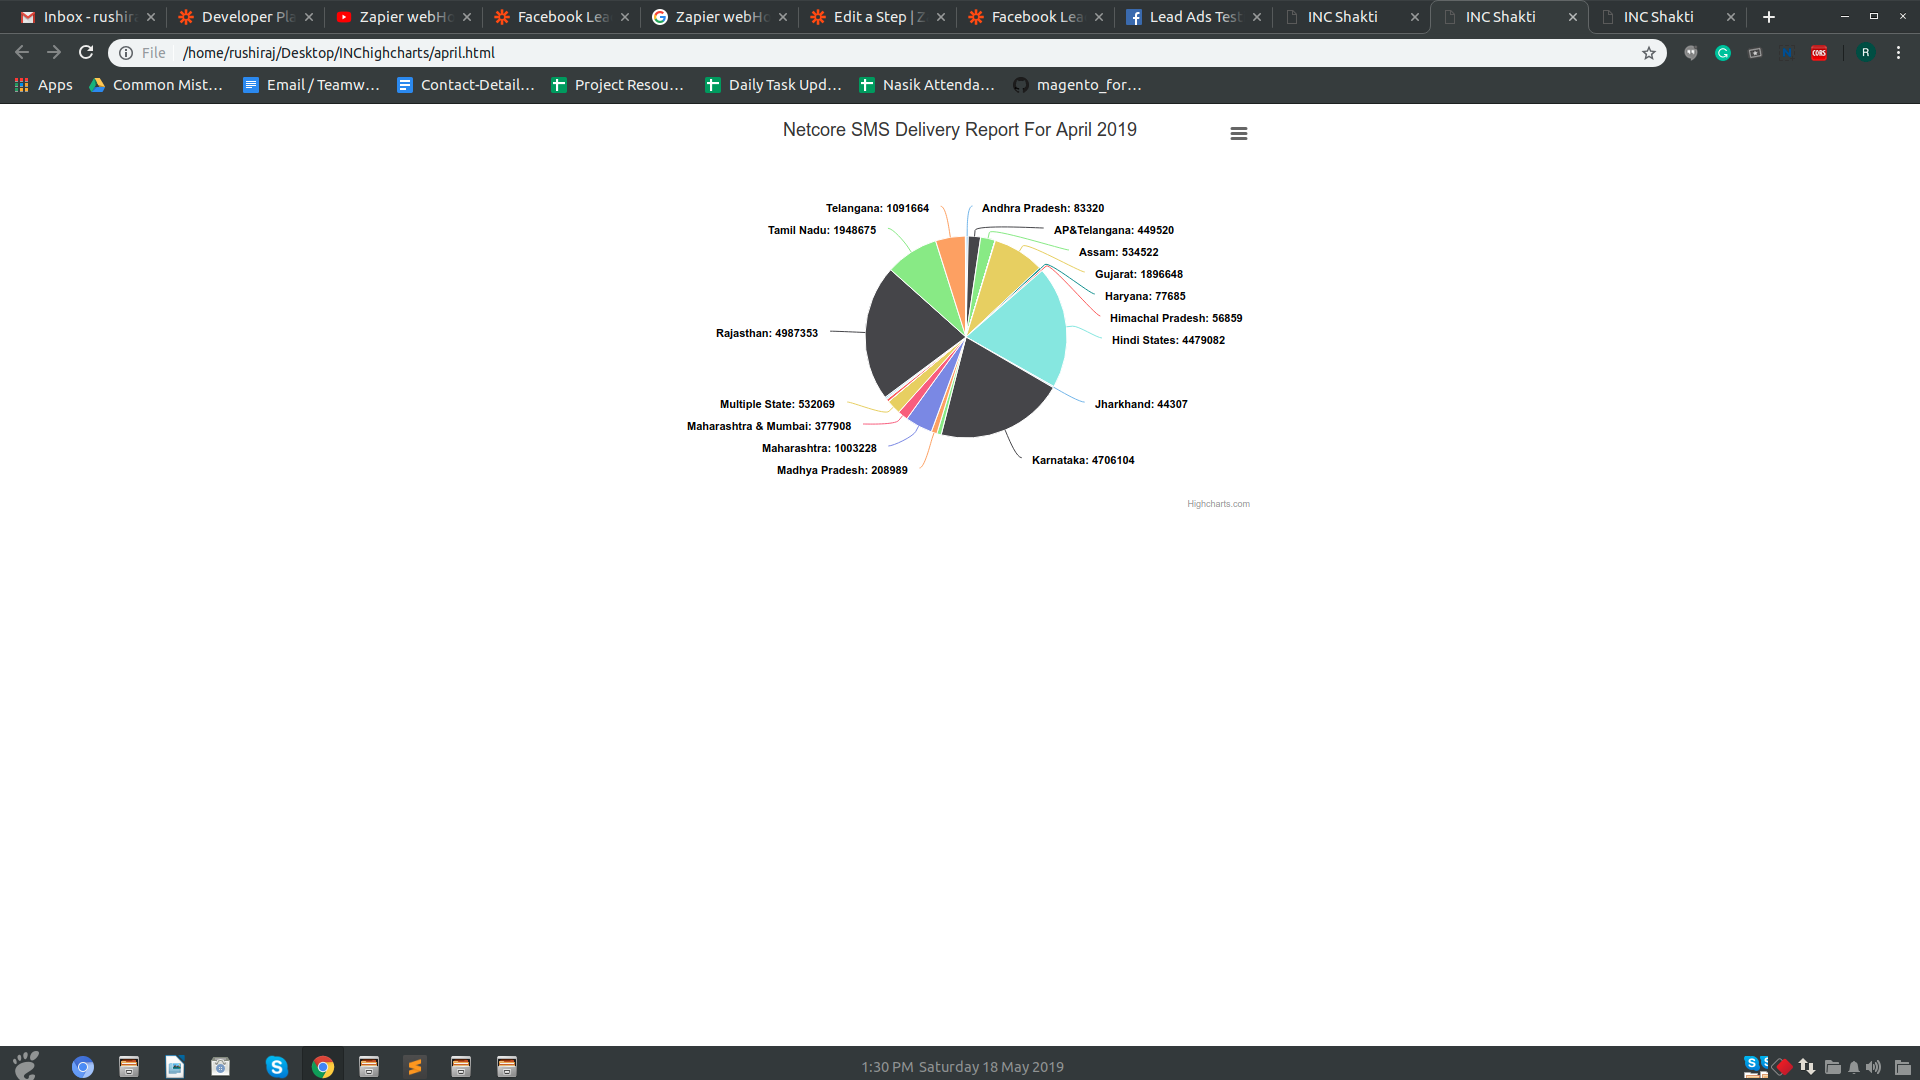 Inbox - rushir
Developer Pla
Zapier webHo
Facebook Lea
Zapier webHo
Edit a Step | Z
Facebook Lea
Lead Ads Test
INC Shakti
INC Shakti
INC Shakti
File /home/rushiraj/Desktop/INChighcharts/april.html
CORS
R
Apps
Common Mist...
Email / Teamw...
Contact-Detail...
Project Resou...
Daily Task Upd...
Nasik Attenda...
magento_for...
Netcore SMS Delivery Report For April 2019
Telangana: 1091664
Andhra Pradesh: 83320
Tamil Nadu: 1948675
AP&Telangana: 449520
Assam: 534522
Gujarat: 1896648
Haryana: 77685
Himachal Pradesh: 56859
Rajasthan: 4987353
Hindi States: 4479082
Multiple State: 532069
Jharkhand: 44307
Maharashtra & Mumbai: 377908
Maharashtra: 1003228
Karnataka: 4706104
Madhya Pradesh: 208989
Highcharts.com
1:30 PM Saturday 18 May 2019